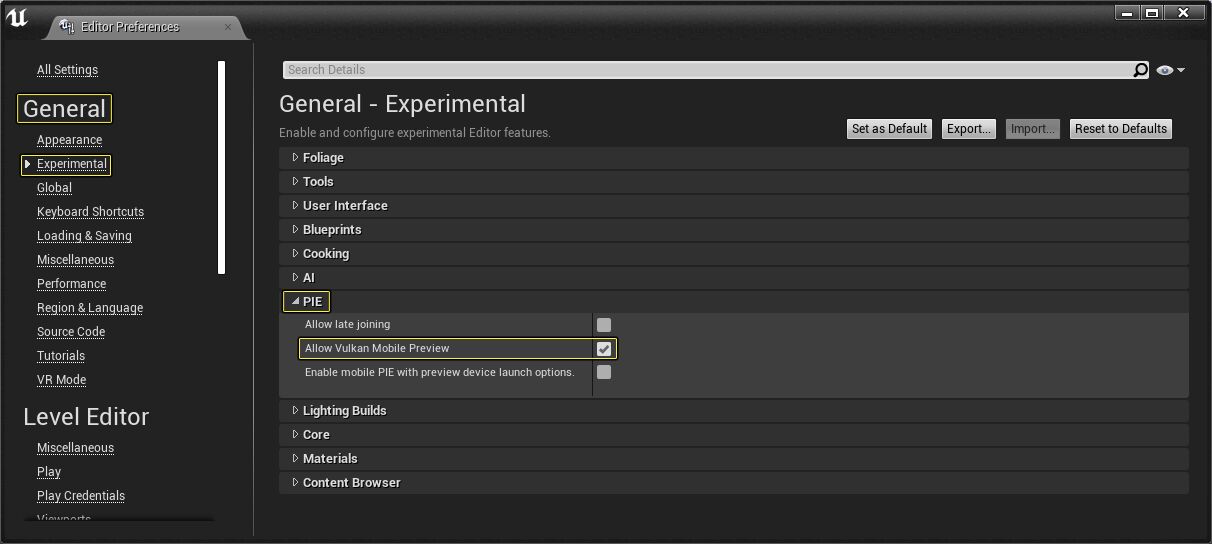 Editor Preferences
All Settings
General
Appearance
Experimental
Global
Keyboard Shortcuts
Loading & Saving
Miscellaneous
Performance
Region & Language
Source Code
Tutorials
VR Mode
Level Editor
Miscellaneous
Play
Play Credentials
Viewports
Search Details
General - Experimental
Enable and configure experimental Editor features.
Set as Default
Export...
Import...
Reset to Defaults
Foliage
Tools
User Interface
Blueprints
Cooking
AI
PIE
Allow late joining
Allow Vulkan Mobile Preview
Enable mobile PIE with preview device launch options.
Lighting Builds
Core
Materials
Content Browser